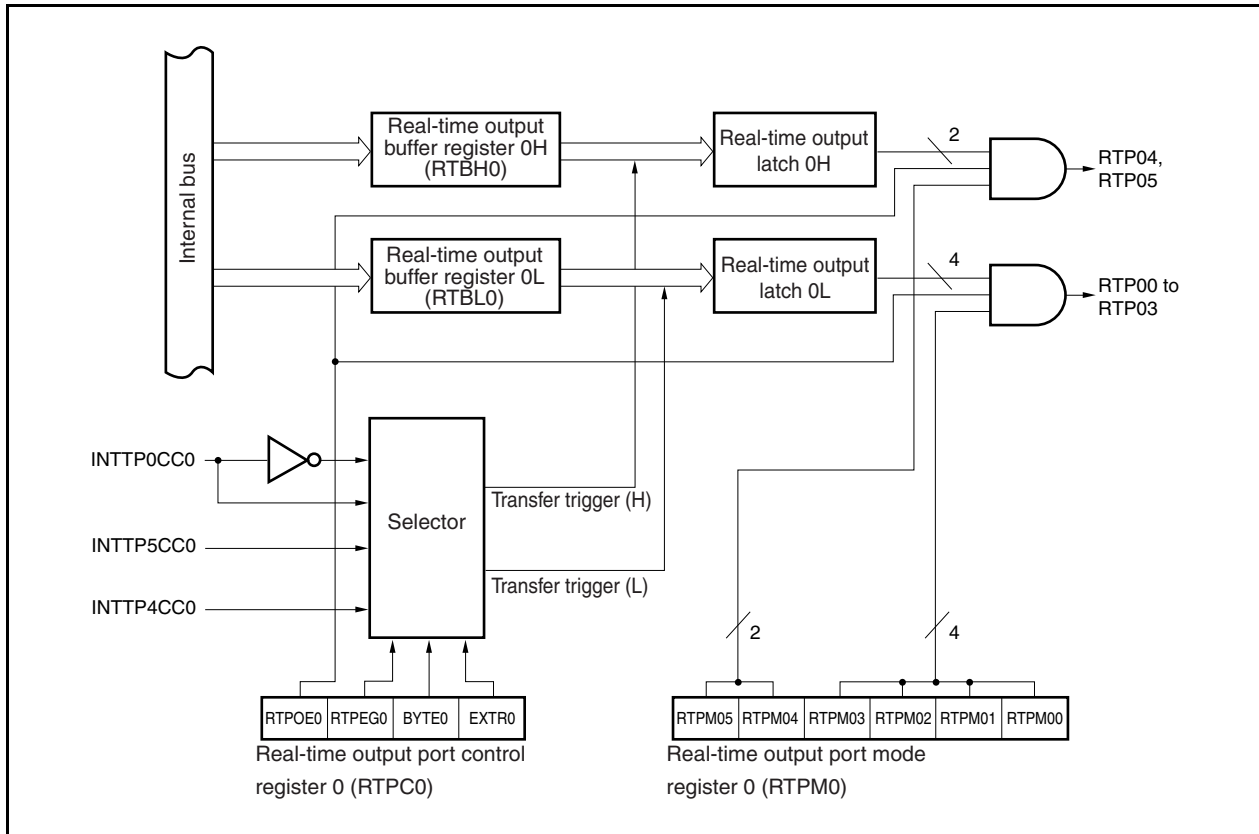 Internal bus
Real-time output
buffer register 0H
(RTBH0)
Real-time output
latch 0H
2
RTP04,
RTP05
Real-time output
buffer register 0L
(RTBL0)
Real-time output
latch 0L
4
RTP00 to
RTP03
INTTP0CC0
INTTP5CC0
INTTP4CC0
Selector
Transfer trigger (H)
Transfer trigger (L)
2
4
RTPOE0 RTPEG0 BYTE0 EXTR0
Real-time output port control
register 0 (RTPC0)
RTPM05 RTPM04 RTPM03 RTPM02 RTPM01 RTPM00
Real-time output port mode
register 0 (RTPM0)